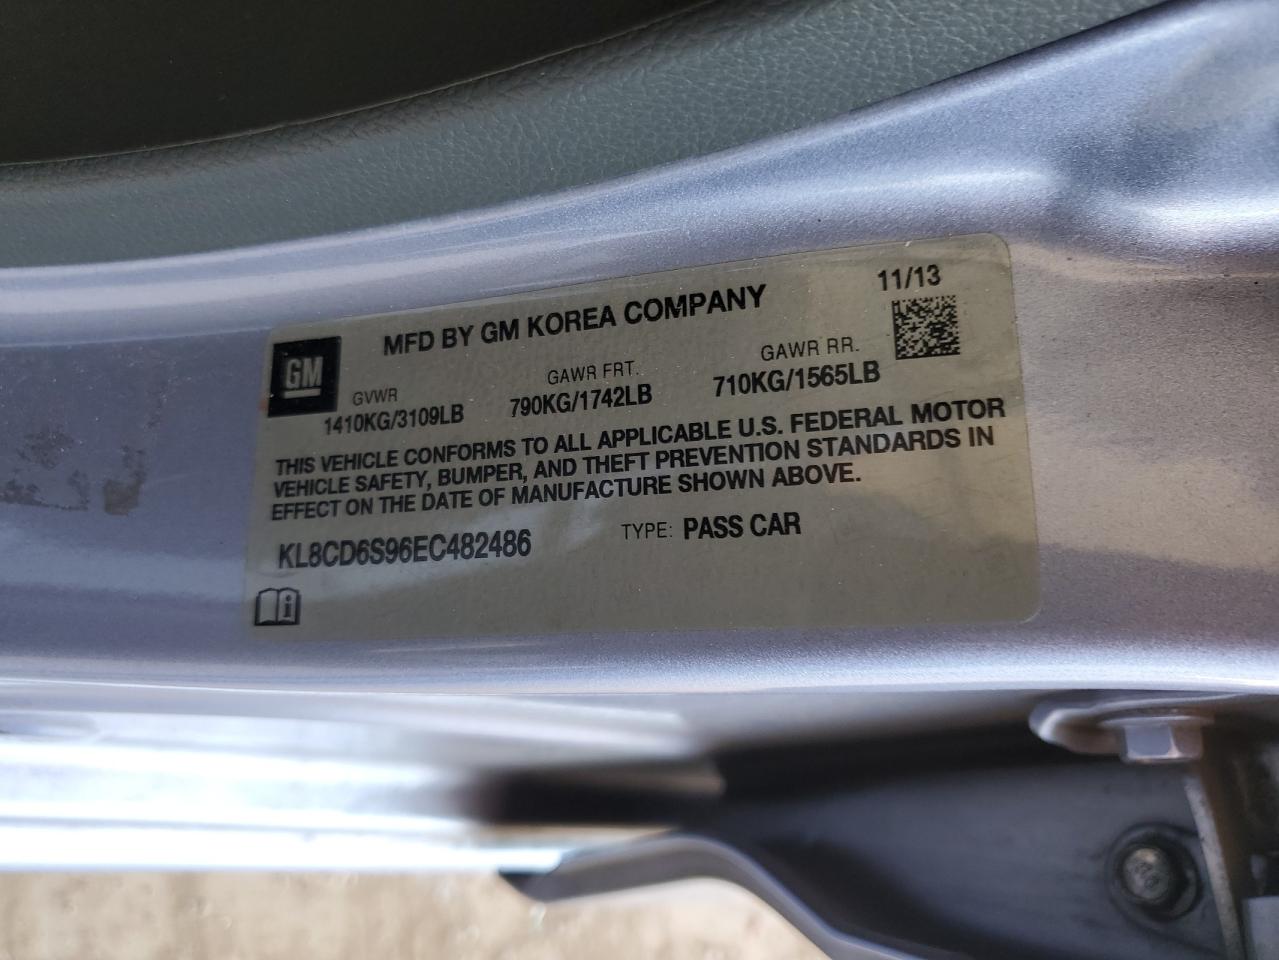 11/13
MFD BY GM KOREA COMPANY
GM
GVWR GAWR FRT. GAWR RR.
1410KG/3109LB 790KG/1742LB 710KG/1565LB
THIS VEHICLE CONFORMS TO ALL APPLICABLE U.S. FEDERAL MOTOR
VEHICLE SAFETY, BUMPER, AND THEFT PREVENTION STANDARDS IN
EFFECT ON THE DATE OF MANUFACTURE SHOWN ABOVE.
KL8CD6S96EC482486 TYPE: PASS CAR